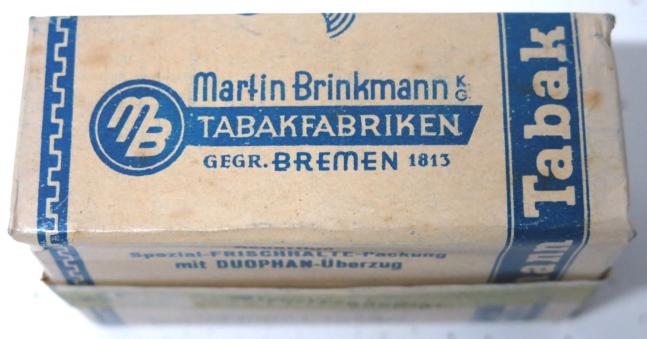 Martin Brinkmann K.G.
MB
TABAKFABRIKEN
GEGR. BREMEN 1813
Spezial-FRISCHHALTE-Packung
mit DUOPHAN-Überzug
Tabak